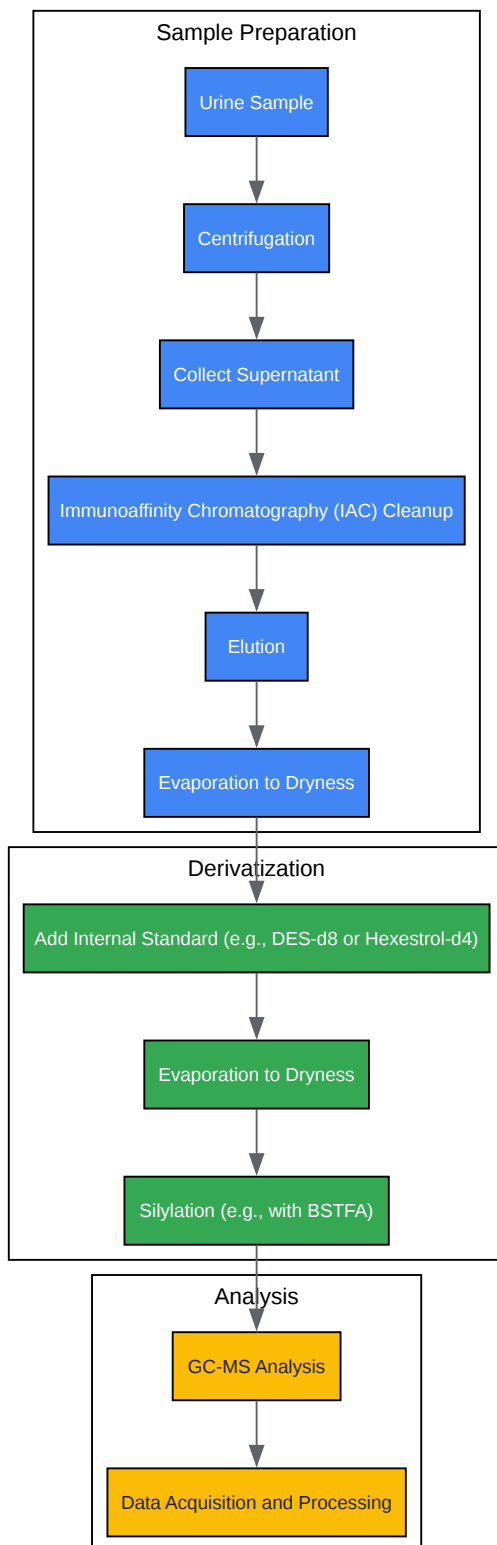 Sample Preparation
Urine Sample
Centrifugation
Collect Supernatant
Immunoaffinity Chromatography (IAC) Cleanup
Elution
Evaporation to Dryness
Derivatization
Add Internal Standard (e.g., DES-d8 or Hexestrol-d4)
Evaporation to Dryness
Silylation (e.g., with BSTFA)
Analysis
GC-MS Analysis
Data Acquisition and Processing